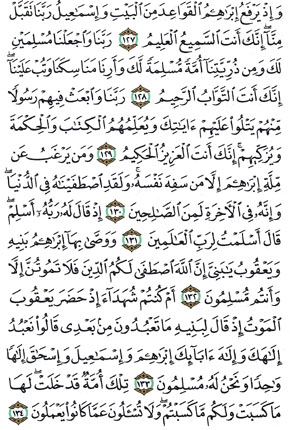 وَإِذْ يَرْفَعُ إِبْرَٰهِـۧمُ ٱلْقَوَاعِدَ مِنَ ٱلْبَيْتِ وَإِسْمَٰعِيلُ رَبَّنَا تَقَبَّلْ
مِنَّآ إِنَّكَ أَنتَ ٱلسَّمِيعُ ٱلْعَلِيمُ ١٢٧ رَبَّنَا وَٱجْعَلْنَا مُسْلِمَيْنِ
لَكَ وَمِن ذُرِّيَّتِنَآ أُمَّةً مُّسْلِمَةً لَّكَ وَأَرِنَا مَنَاسِكَنَا وَتُبْ عَلَيْنَآ
إِنَّكَ أَنتَ ٱلتَّوَّابُ ٱلرَّحِيمُ ١٢٨ رَبَّنَا وَٱبْعَثْ فِيهِمْ رَسُولًا
مِّنْهُمْ يَتْلُوا۟ عَلَيْهِمْ ءَايَٰتِكَ وَيُعَلِّمُهُمُ ٱلْكِتَٰبَ وَٱلْحِكْمَةَ
وَيُزَكِّيهِمْ إِنَّكَ أَنتَ ٱلْعَزِيزُ ٱلْحَكِيمُ ١٢٩ وَمَن يَرْغَبُ عَن
مِّلَّةِ إِبْرَٰهِـۧمَ إِلَّا مَن سَفِهَ نَفْسَهُۥ وَلَقَدِ ٱصْطَفَيْنَٰهُ فِى ٱلدُّنْيَا
وَإِنَّهُۥ فِى ٱلْـَٔاخِرَةِ لَمِنَ ٱلصَّٰلِحِينَ ١٣٠ إِذْ قَالَ لَهُۥ رَبُّهُۥٓ أَسْلِمْ
قَالَ أَسْلَمْتُ لِرَبِّ ٱلْعَٰلَمِينَ ١٣١ وَوَصَّىٰ بِهَآ إِبْرَٰهِـۧمُ بَنِيهِ
وَيَعْقُوبُ يَٰبَنِىَّ إِنَّ ٱللَّهَ ٱصْطَفَىٰ لَكُمُ ٱلدِّينَ فَلَا تَمُوتُنَّ إِلَّا
وَأَنتُم مُّسْلِمُونَ ١٣٢ أَمْ كُنتُمْ شُهَدَآءَ إِذْ حَضَرَ يَعْقُوبَ
ٱلْمَوْتُ إِذْ قَالَ لِبَنِيهِ مَا تَعْبُدُونَ مِنۢ بَعْدِى قَالُوا۟ نَعْبُدُ
إِلَٰهَكَ وَإِلَٰهَ ءَابَآئِكَ إِبْرَٰهِـۧمَ وَإِسْمَٰعِيلَ وَإِسْحَٰقَ إِلَٰهًا
وَٰحِدًا وَنَحْنُ لَهُۥ مُسْلِمُونَ ١٣٣ تِلْكَ أُمَّةٌ قَدْ خَلَتْ لَهَا
مَا كَسَبَتْ وَلَكُم مَّا كَسَبْتُمْ وَلَا تُسْـَٔلُونَ عَمَّا كَانُوا۟ يَعْمَلُونَ ١٣٤